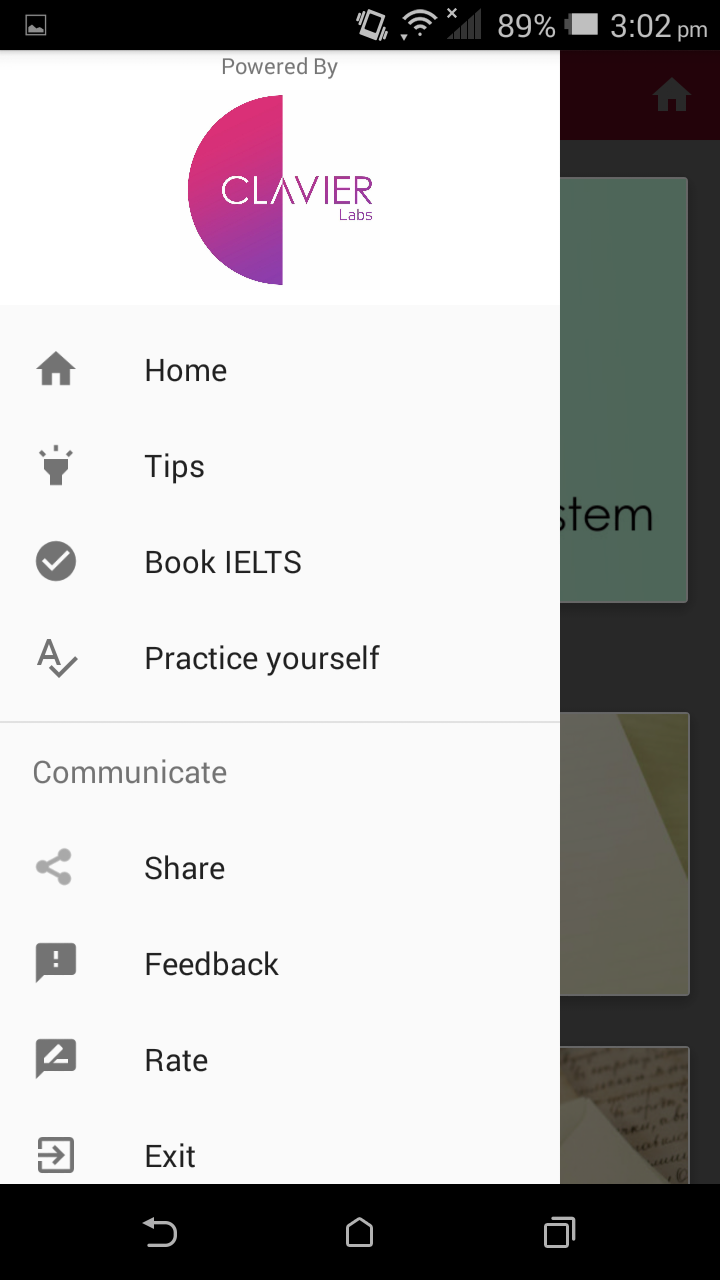 89% 3:02 pm
Powered By
CLAVIER
Labs
Home
Tips
Book IELTS
stem
Practice yourself
Communicate
Share
Feedback
Rate
Exit